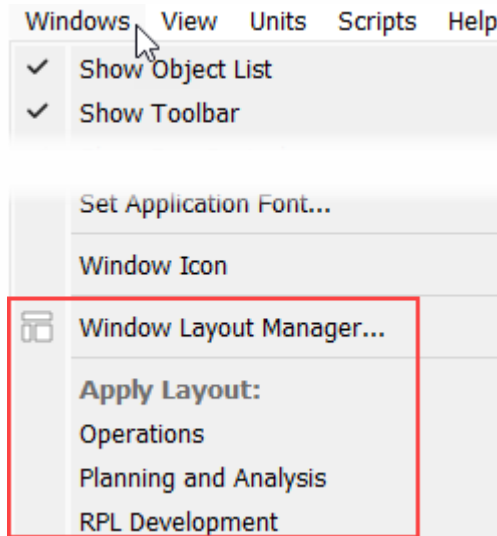 Windows View Units Scripts Help
Show Object List
Show Toolbar
Set Application Font...
Window Icon
Window Layout Manager...
Apply Layout:
Operations
Planning and Analysis
RPL Development